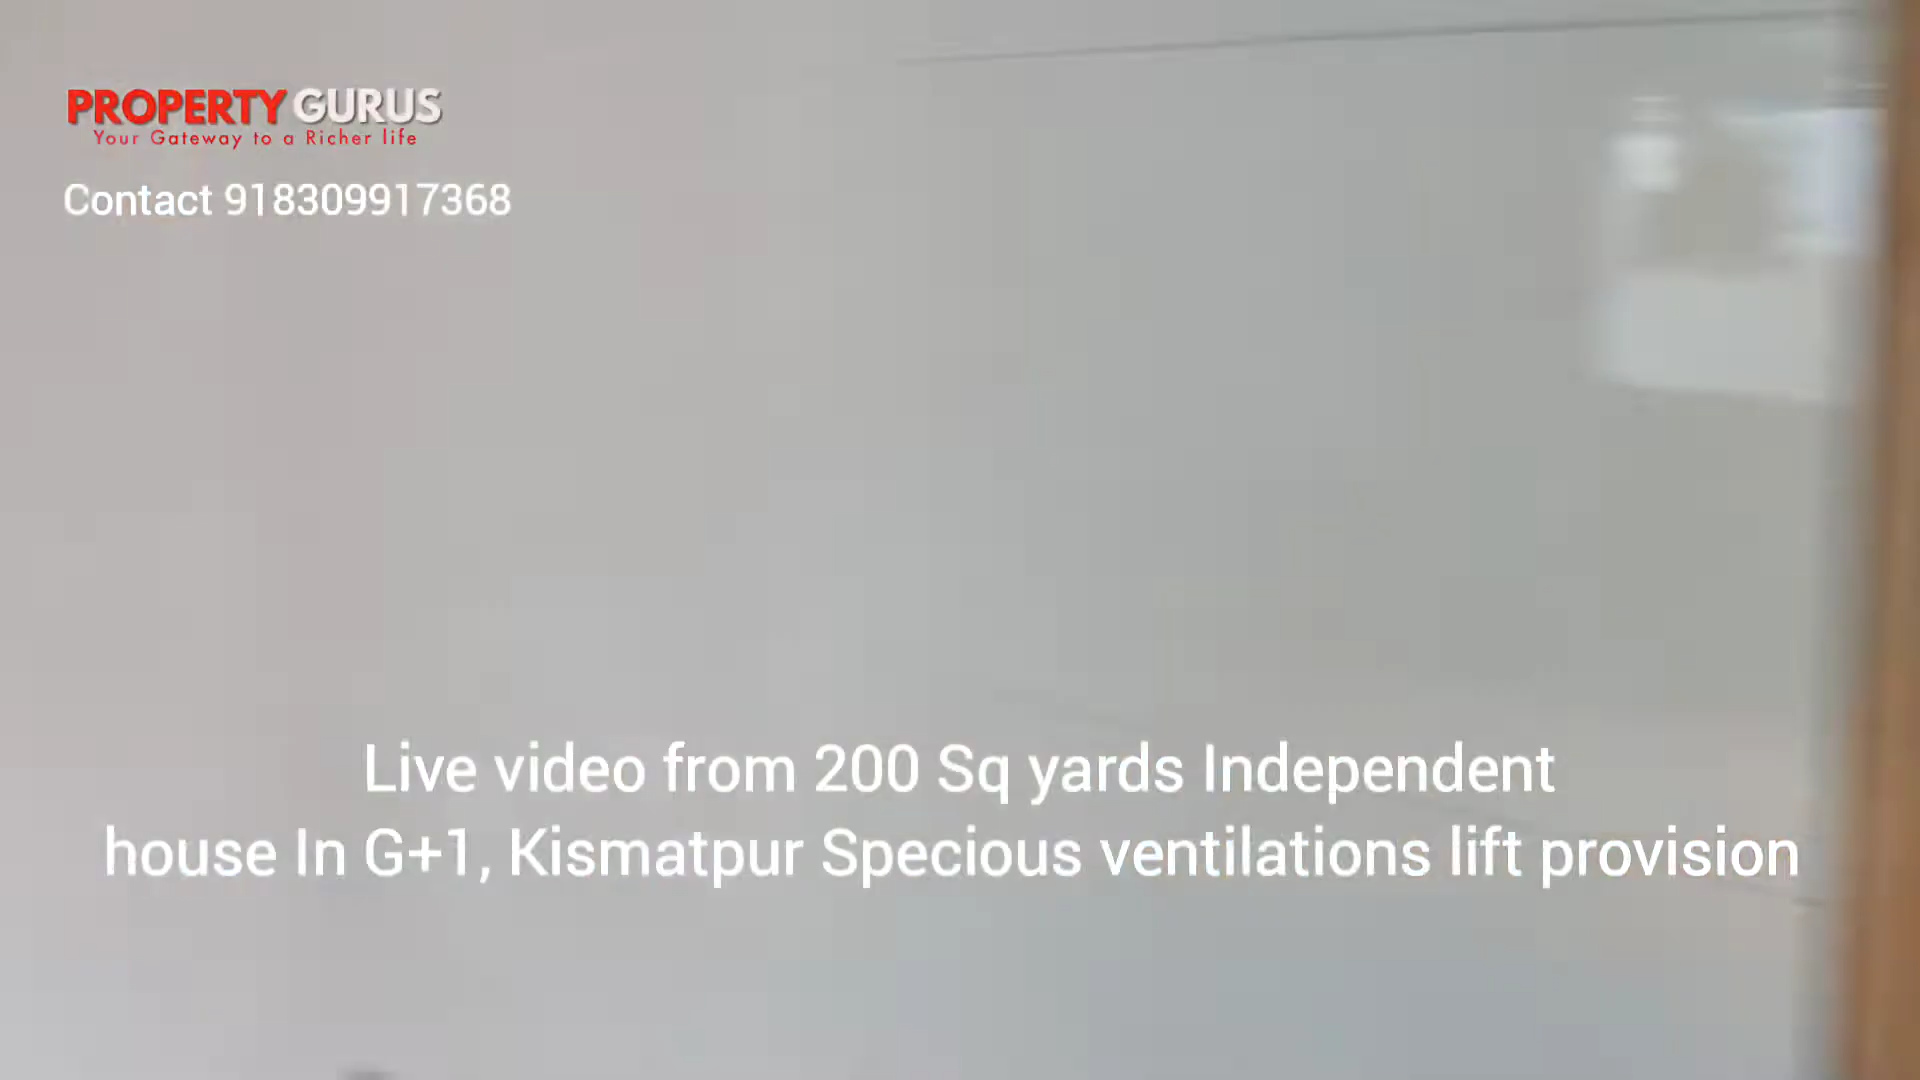 PROPERTY GURUS
Your Gateway to a Richer life
Contact 918309917368
Live video from 200 Sq yards Independent
house In G+1, Kismatpur Specious ventilations lift provision